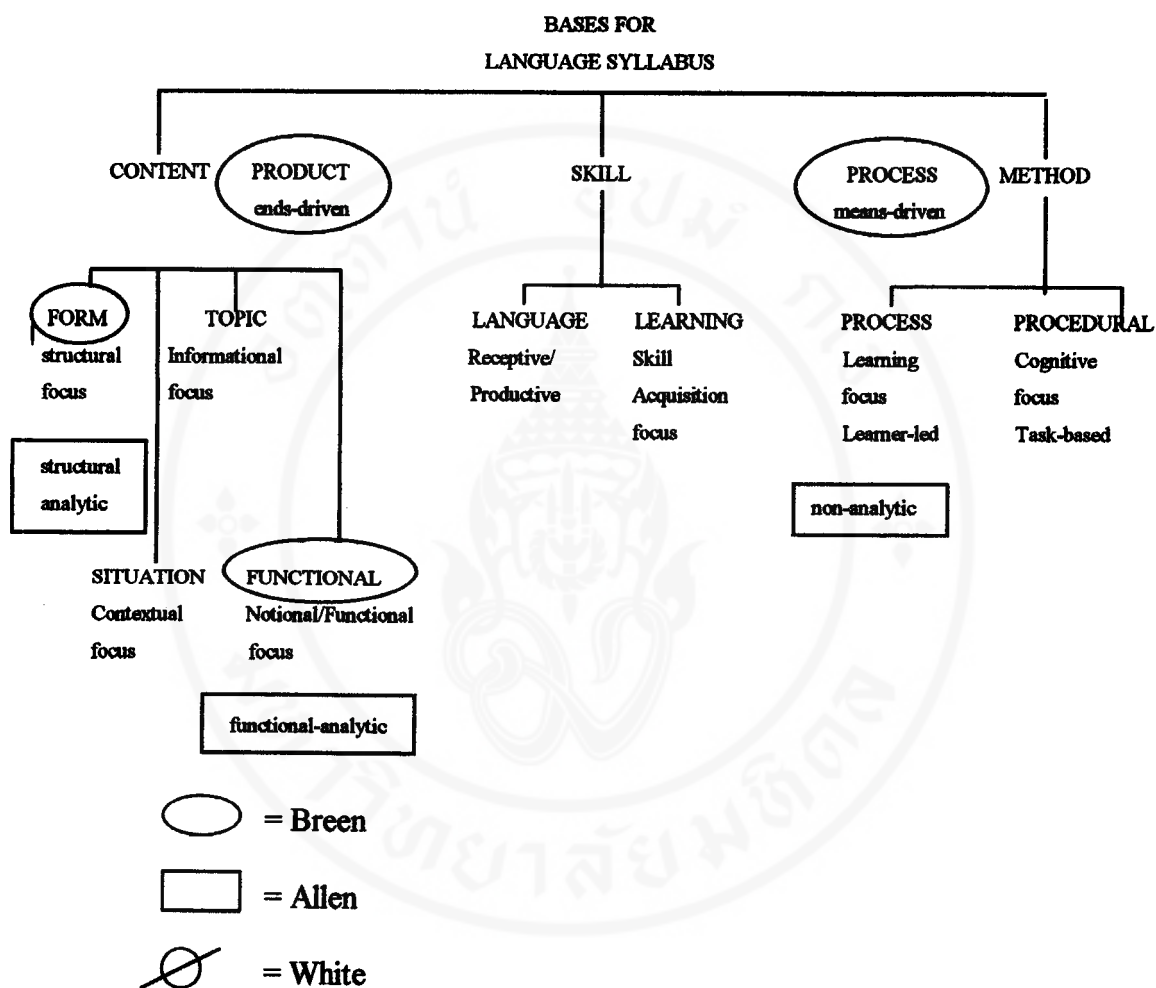 BASES FOR
LANGUAGE SYLLABUS
CONTENT
PRODUCT
ends-driven
SKILL
PROCESS
means-driven
METHOD
FORM
structural
focus
TOPIC
Informational
focus
LANGUAGE
Receptive/
Productive
LEARNING
Skill
Acquisition
focus
PROCESS
Learning
focus
Learner-led
PROCEDURAL
Cognitive
focus
Task-based
structural
analytic
non-analytic
SITUATION
Contextual
focus
FUNCTIONAL
Notional/Functional
focus
functional-analytic
= Breen
= Allen
= White